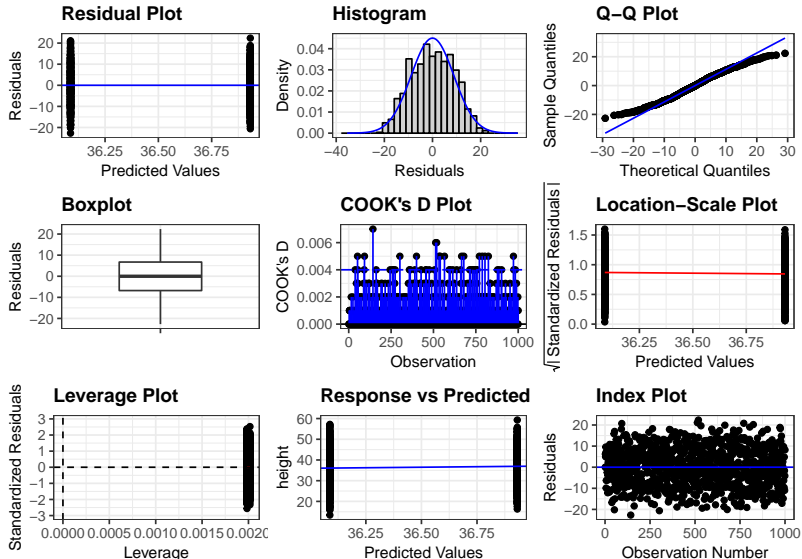 Residual Plot
Residuals
20
10
0
−10
−20
36.25 36.50 36.75
Predicted Values
Histogram
Density
0.04
0.03
0.02
0.01
0.00
−40 −20 0 20
Residuals
Q−Q Plot
Sample Quantiles
20
0
−20
−30 −20 −10 0 10 20 30
Theoretical Quantiles
Boxplot
Residuals
20
10
0
−10
−20
COOK's D Plot
COOK's D
0.006
0.004
0.002
0.000
0 250 500 750 1000
Observation
Location−Scale Plot
√| Standardized Residuals |
1.5
1.0
0.5
0.0
36.25 36.50 36.75
Predicted Values
Leverage Plot
Standardized Residuals
3
2
1
0
−1
−2
−3
0.0000 0.0005 0.0010 0.0015 0.0020
Leverage
Response vs Predicted
height
60
50
40
30
20
36.25 36.50 36.75
Predicted Values
Index Plot
Residuals
20
10
0
−10
−20
0 250 500 750 1000
Observation Number